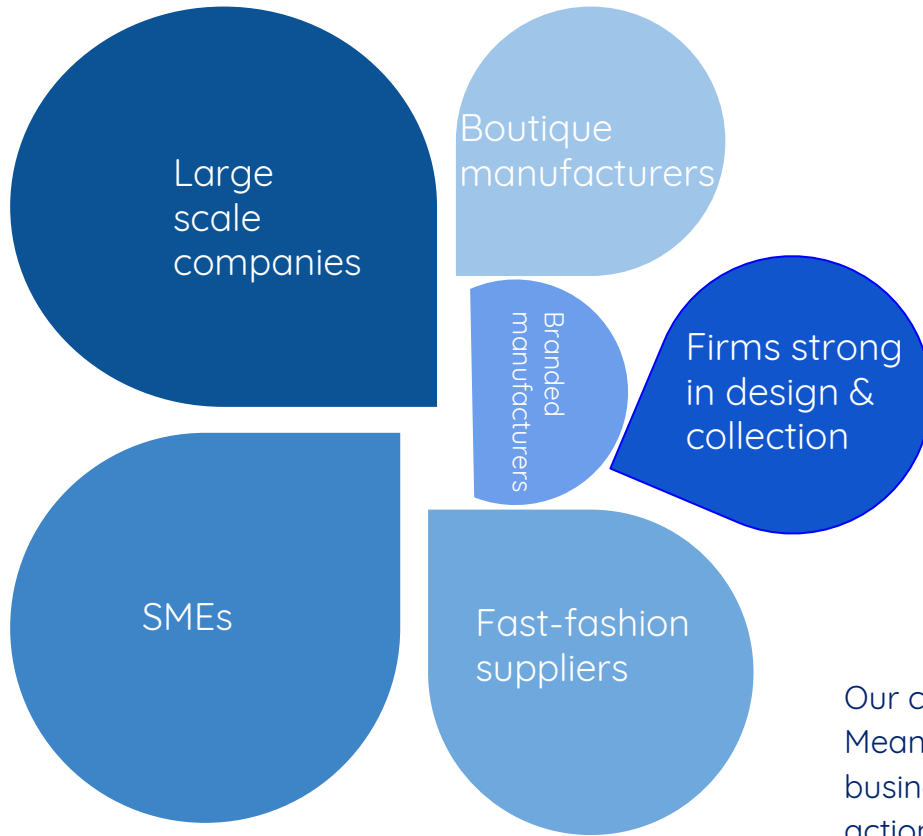 Large
scale
companies
Boutique
manufacturers
Branded
manufacturers
Firms strong
in design &
collection
SMEs
Fast-fashion
suppliers
Our c
Mean
busin
action